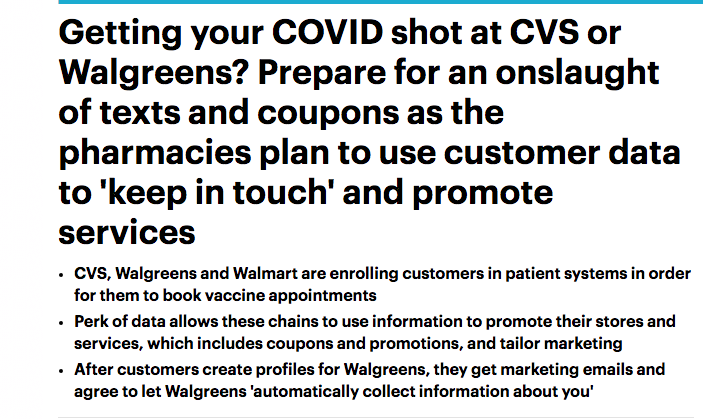 Getting your COVID shot at CVS or
Walgreens? Prepare for an onslaught
of texts and coupons as the
pharmacies plan to use customer data
to 'keep in touch' and promote
services
• CVS, Walgreens and Walmart are enrolling customers in patient systems in order
for them to book vaccine appointments
• Perk of data allows these chains to use information to promote their stores and
services, which includes coupons and promotions, and tailor marketing
• After customers create profiles for Walgreens, they get marketing emails and
agree to let Walgreens 'automatically collect information about you'